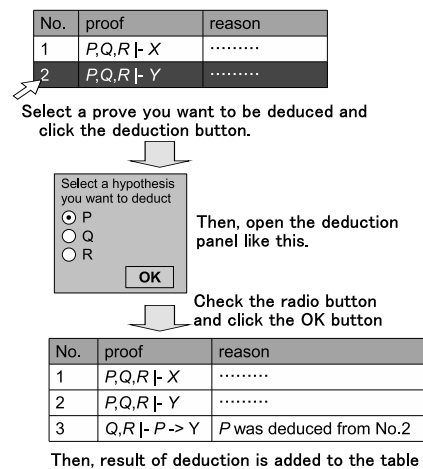 No. proof reason
1 P,Q,R |- X ………
2 P,Q,R |- Y ………
Select a prove you want to be deduced and
click the deduction button.
Select a hypothesis
you want to deduct
P
Q
R
OK
Then, open the deduction
panel like this.
Check the radio button
and click the OK button
No. proof reason
1 P,Q,R |- X ………
2 P,Q,R |- Y ………
3 Q,R |- P -> Y P was deduced from No.2
Then, result of deduction is added to the table